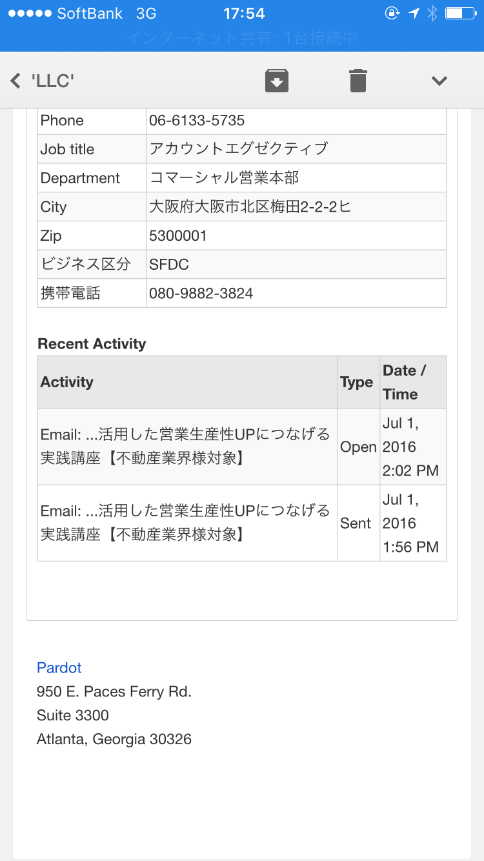 SoftBank 3G 17:54
インターネット共有: 1台接続中
'LLC'
Phone 06-6133-5735
Job title アカウントエグゼクティブ
Department コマーシャル営業本部
City 大阪府大阪市北区梅田2-2-2ヒ
Zip 5300001
ビジネス区分 SFDC
携帯電話 080-9882-3824
Recent Activity
Activity Type Date / Time
Email: ...活用した営業生産性UPにつなげる
実践講座【不動産業界様対象】
Open
Jul 1,
2016
2:02 PM
Email: ...活用した営業生産性UPにつなげる
実践講座【不動産業界様対象】
Sent
Jul 1,
2016
1:56 PM
Pardot
950 E. Paces Ferry Rd.
Suite 3300
Atlanta, Georgia 30326